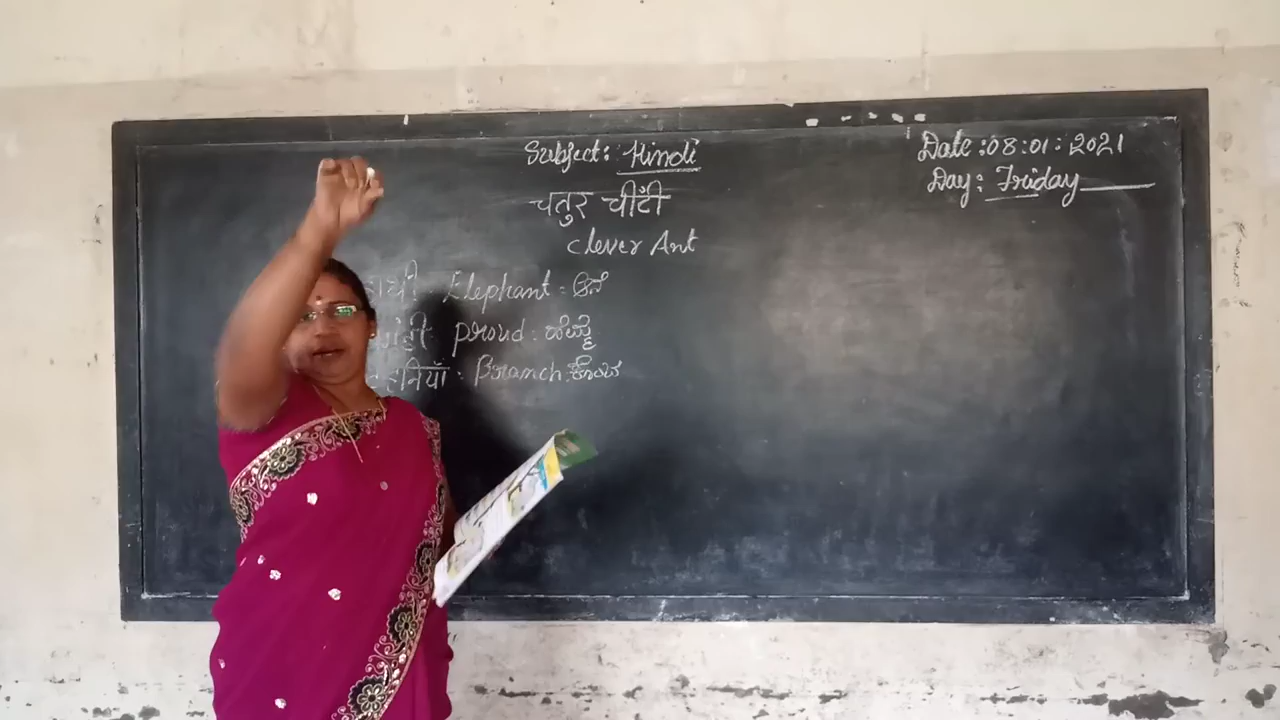 Subject: Hindi
Date: 08:01:2021
Day: Friday
चतुर चींटी
Clever Ant
Elephant: ಆನೆ
proud: ಹೆಮ್ಮೆ
Branch: ಕೊಂಬೆ